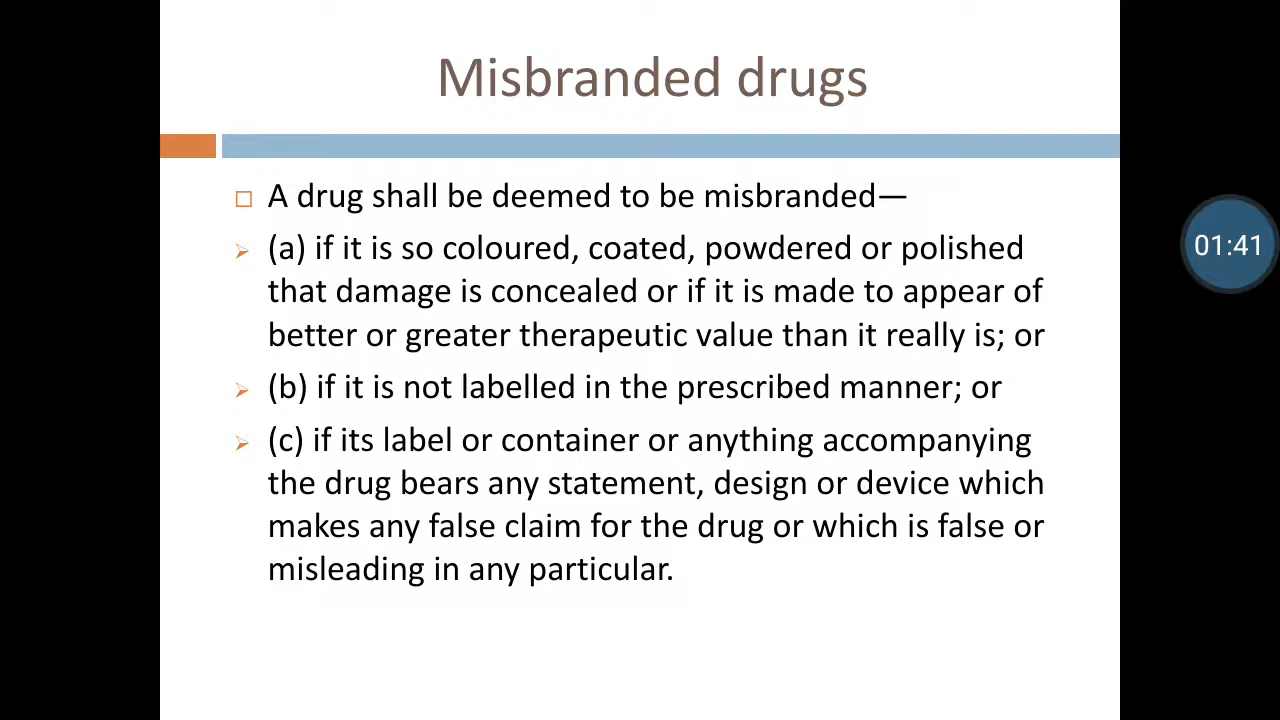 Misbranded drugs
A drug shall be deemed to be misbranded—
(a) if it is so coloured, coated, powdered or polished
that damage is concealed or if it is made to appear of
better or greater therapeutic value than it really is; or
(b) if it is not labelled in the prescribed manner; or
(c) if its label or container or anything accompanying
the drug bears any statement, design or device which
makes any false claim for the drug or which is false or
misleading in any particular.
01:41